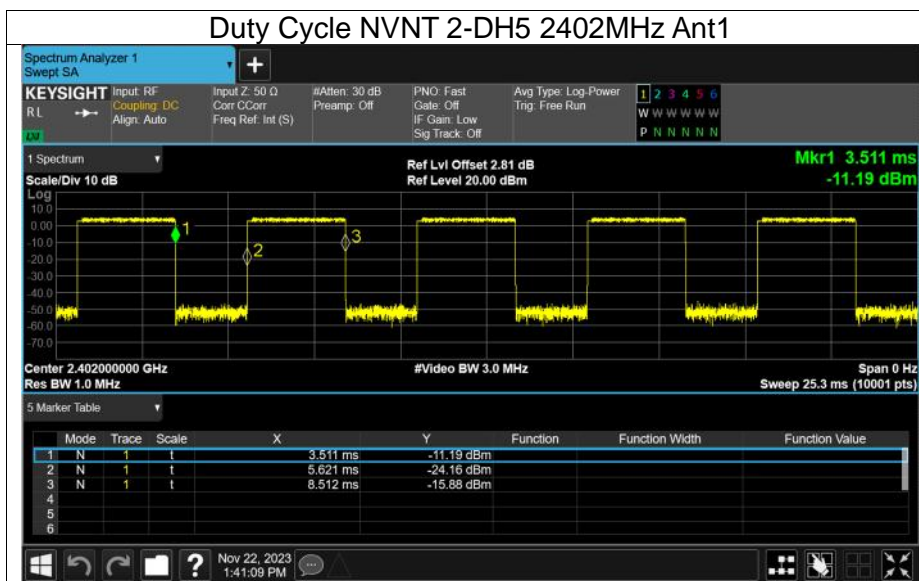 Duty Cycle NVNT 2-DH5 2402MHz Ant1
Spectrum Analyzer 1
Swept SA
+
KEYSIGHT
R L
Input: RF
Coupling: DC
Align: Auto
Input Z: 50 Ω
Corr CCorr
Freq Ref: Int (S)
#Atten: 30 dB
Preamp: Off
PNO: Fast
Gate: Off
IF Gain: Low
Sig Track: Off
Avg Type: Log-Power
Trig: Free Run
1 2 3 4 5 6
W W W W W W
P N N N N N
1 Spectrum
Scale/Div 10 dB
Ref Lvl Offset 2.81 dB
Ref Level 20.00 dBm
Mkr1 3.511 ms
-11.19 dBm
Log
10.0
0.00
-10.0
-20.0
-30.0
-40.0
-50.0
-60.0
-70.0
1
2
3
Center 2.402000000 GHz
#Video BW 3.0 MHz
Span 0 Hz
Res BW 1.0 MHz
Sweep 25.3 ms (10001 pts)
5 Marker Table
Mode Trace Scale X Y Function Function Width Function Value
1 N 1 t 3.511 ms -11.19 dBm
2 N 1 t 5.621 ms -24.16 dBm
3 N 1 t 8.512 ms -15.88 dBm
4
5
6
?
Nov 22, 2023
1:41:09 PM